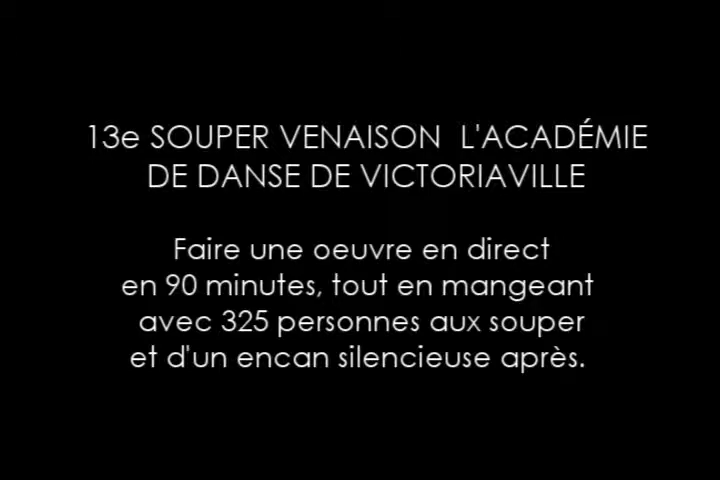 13e SOUPER VENAISON L'ACADÉMIE
DE DANSE DE VICTORIAVILLE
Faire une oeuvre en direct
en 90 minutes, tout en mangeant
avec 325 personnes aux souper
et d'un encan silencieuse après.